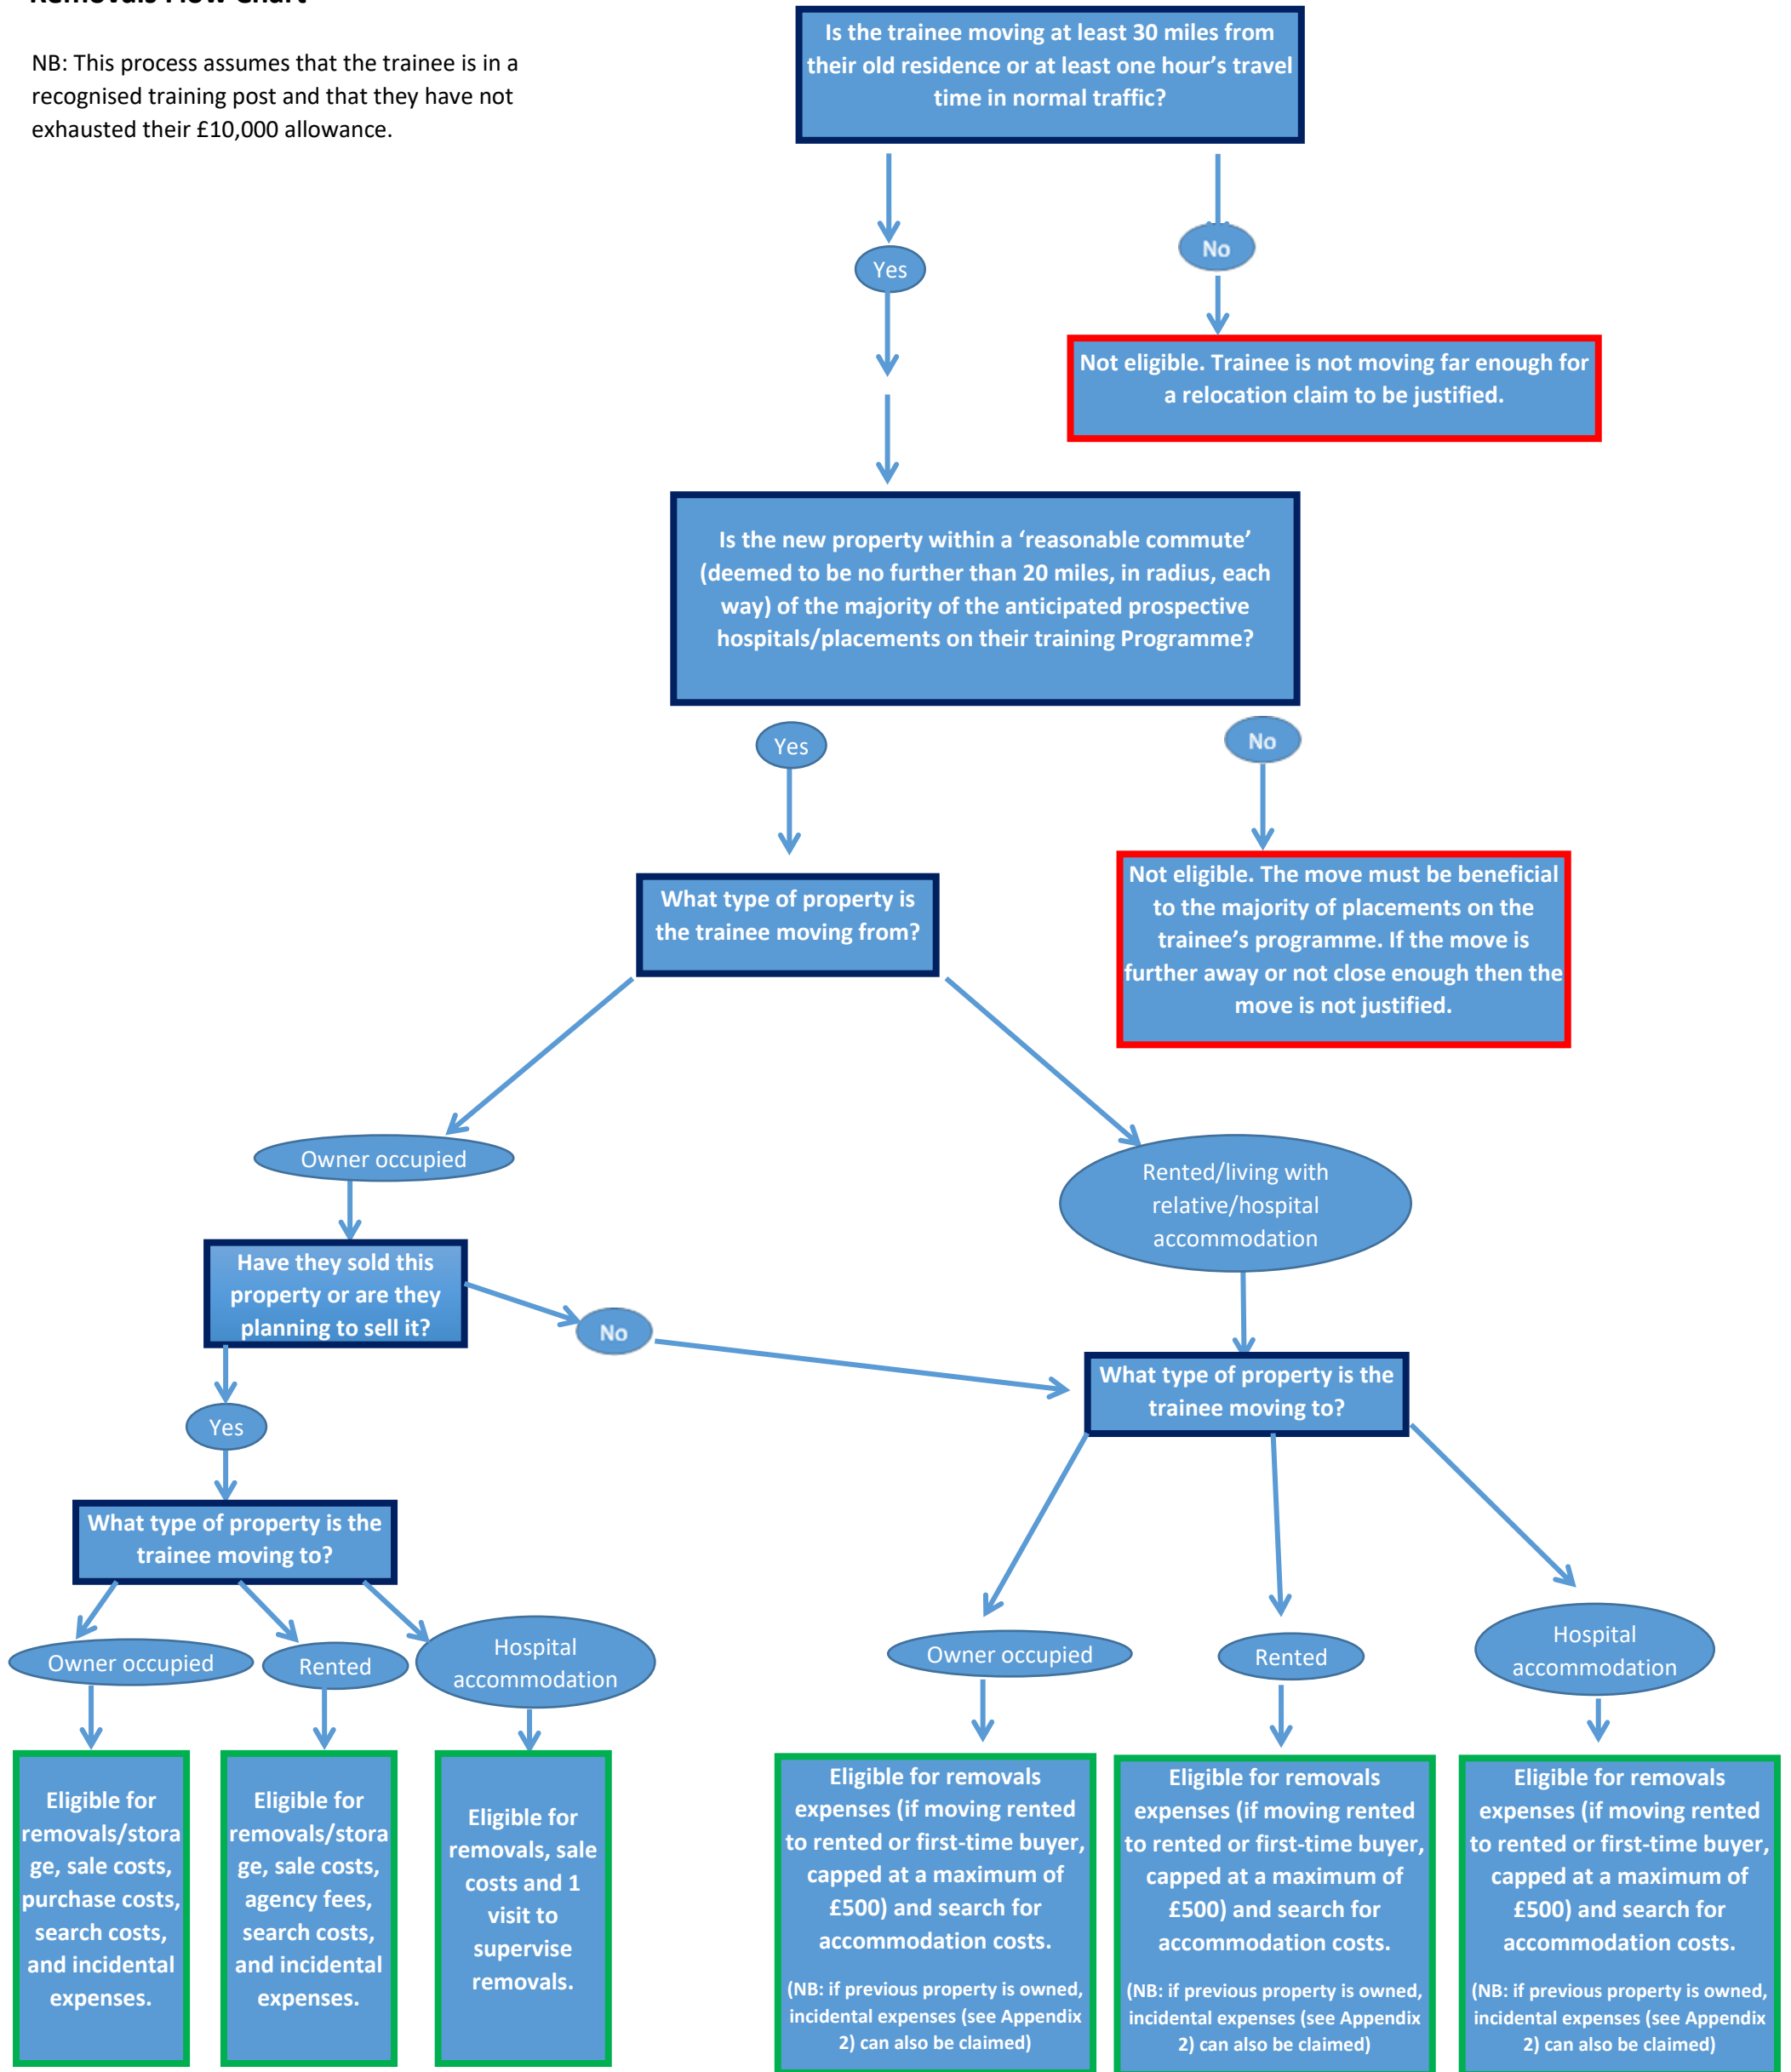 Removals Flow Chart
NB: This process assumes that the trainee is in a
recognised training post and that they have not
exhausted their £10,000 allowance.
Is the trainee moving at least 30 miles from
their old residence or at least one hour's travel
time in normal traffic?
Yes
No
Not eligible. Trainee is not moving far enough for
a relocation claim to be justified.
Is the new property within a ‘reasonable commute’
(deemed to be no further than 20 miles, in radius, each
way) of the majority of the anticipated prospective
hospitals/placements on their training Programme?
Yes
No
Not eligible. The move must be beneficial
to the majority of placements on the
trainee's programme. If the move is
further away or not close enough then the
move is not justified.
What type of property is
the trainee moving from?
Owner occupied
Rented/living with
relative/hospital
accommodation
Have they sold this
property or are they
planning to sell it?
No
Yes
What type of property is the
trainee moving to?
What type of property is the
trainee moving to?
Owner occupied
Rented
Hospital
accommodation
Owner occupied
Rented
Hospital
accommodation
Eligible for
removals/stora
ge, sale costs,
purchase costs,
search costs,
and incidental
expenses.
Eligible for
removals/stora
ge, sale costs,
agency fees,
search costs,
and incidental
expenses.
Eligible for
removals, sale
costs and 1
visit to
supervise
removals.
Eligible for removals
expenses (if moving rented
to rented or first-time buyer,
capped at a maximum of
£500) and search for
accommodation costs.
(NB: if previous property is owned,
incidental expenses (see Appendix
2) can also be claimed)
Eligible for removals
expenses (if moving rented
to rented or first-time buyer,
capped at a maximum of
£500) and search for
accommodation costs.
(NB: if previous property is owned,
incidental expenses (see Appendix
2) can also be claimed)
Eligible for removals
expenses (if moving rented
to rented or first-time buyer,
capped at a maximum of
£500) and search for
accommodation costs.
(NB: if previous property is owned,
incidental expenses (see Appendix
2) can also be claimed)